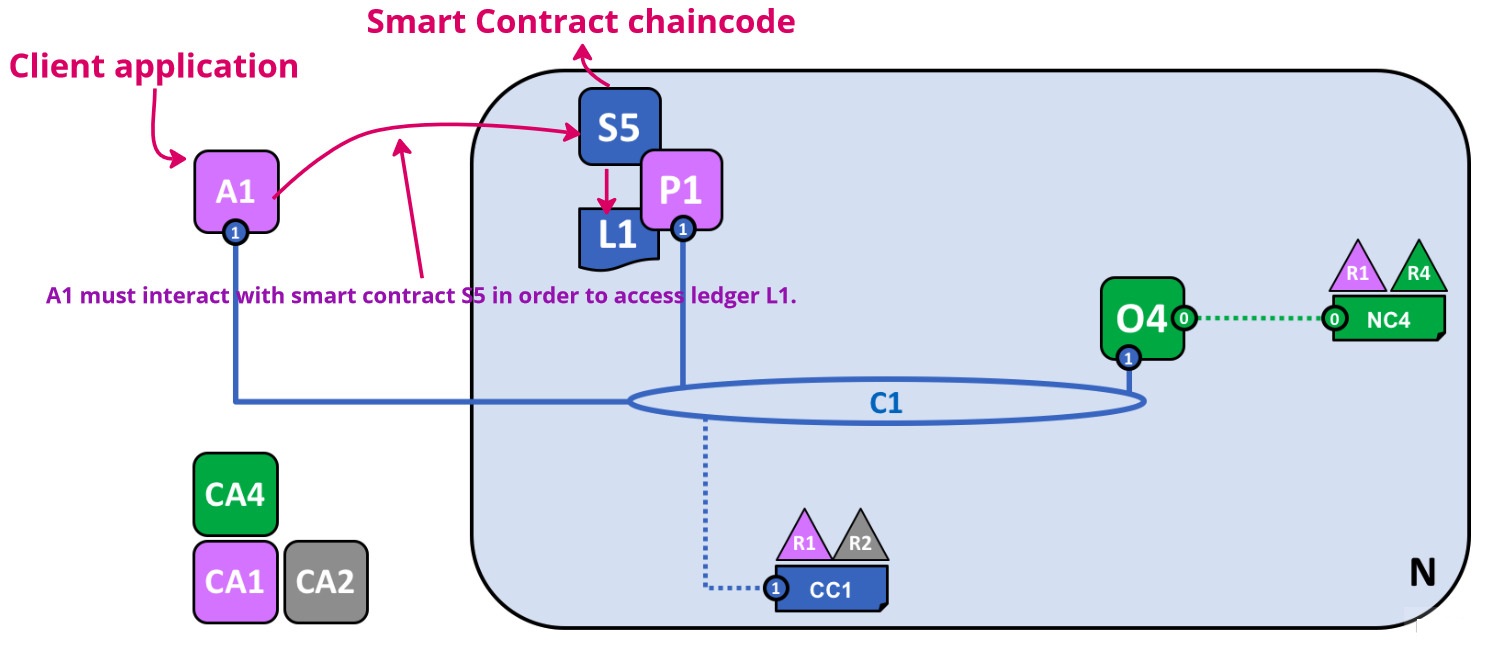 Smart Contract chaincode
Client application
S5
A1
P1
1
1
L1
A1 must interact with smart contract S5 in order to access ledger L1.
R1
R4
O4
0
0
NC4
1
C1
CA4
R1
R2
CA1
CA2
1
CC1
N